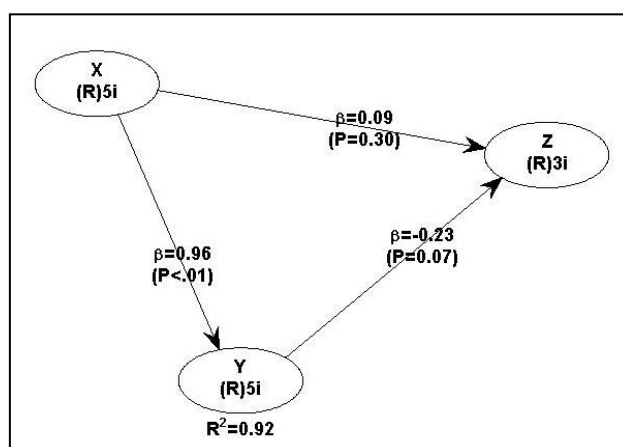 X
(R)5i
β=0.09
(P=0.30)
Z
(R)3i
β=0.96
(P<.01)
β=-0.23
(P=0.07)
Y
(R)5i
R²=0.92